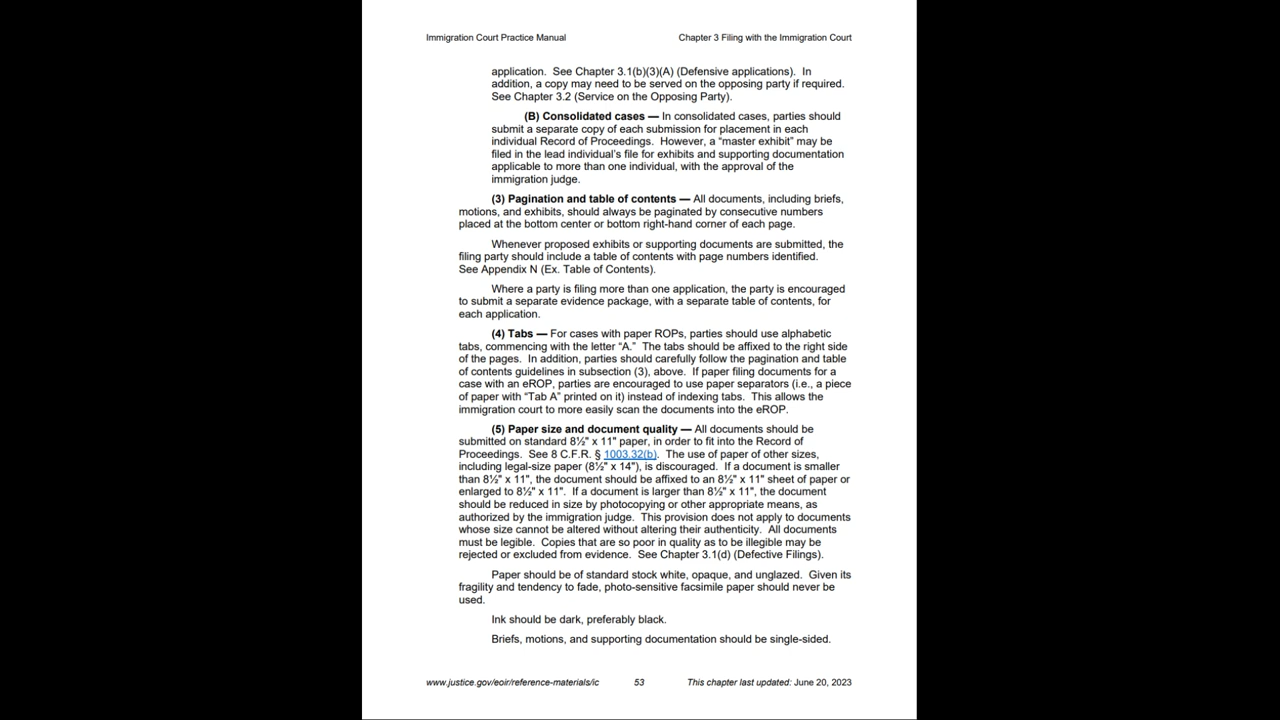 Immigration Court Practice Manual Chapter 3 Filing with the Immigration Court
application.  See Chapter 3.1(b)(3)(A) (Defensive applications).  In
addition, a copy may need to be served on the opposing party if required.
See Chapter 3.2 (Service on the Opposing Party).
(B) Consolidated cases — In consolidated cases, parties should
submit a separate copy of each submission for placement in each
individual Record of Proceedings.  However, a “master exhibit” may be
filed in the lead individual’s file for exhibits and supporting documentation
applicable to more than one individual, with the approval of the
immigration judge.
(3) Pagination and table of contents — All documents, including briefs,
motions, and exhibits, should always be paginated by consecutive numbers
placed at the bottom center or bottom right-hand corner of each page.
Whenever proposed exhibits or supporting documents are submitted, the
filing party should include a table of contents with page numbers identified.
See Appendix N (Ex. Table of Contents).
Where a party is filing more than one application, the party is encouraged
to submit a separate evidence package, with a separate table of contents, for
each application.
(4) Tabs — For cases with paper ROPs, parties should use alphabetic
tabs, commencing with the letter “A.”  The tabs should be affixed to the right side
of the pages.  In addition, parties should carefully follow the pagination and table
of contents guidelines in subsection (3), above.  If paper filing documents for a
case with an eROP, parties are encouraged to use paper separators (i.e., a piece
of paper with “Tab A” printed on it) instead of indexing tabs.  This allows the
immigration court to more easily scan the documents into the eROP.
(5) Paper size and document quality — All documents should be
submitted on standard 8½" x 11" paper, in order to fit into the Record of
Proceedings.  See 8 C.F.R. § 1003.32(b).  The use of paper of other sizes,
including legal-size paper (8½" x 14"), is discouraged.  If a document is smaller
than 8½" x 11", the document should be affixed to an 8½" x 11" sheet of paper or
enlarged to 8½" x 11".  If a document is larger than 8½" x 11", the document
should be reduced in size by photocopying or other appropriate means, as
authorized by the immigration judge.  This provision does not apply to documents
whose size cannot be altered without altering their authenticity.  All documents
must be legible.  Copies that are so poor in quality as to be illegible may be
rejected or excluded from evidence.  See Chapter 3.1(d) (Defective Filings).
Paper should be of standard stock white, opaque, and unglazed.  Given its
fragility and tendency to fade, photo-sensitive facsimile paper should never be
used.
Ink should be dark, preferably black.
Briefs, motions, and supporting documentation should be single-sided.
www.justice.gov/eoir/reference-materials/ic 53 This chapter last updated: June 20, 2023